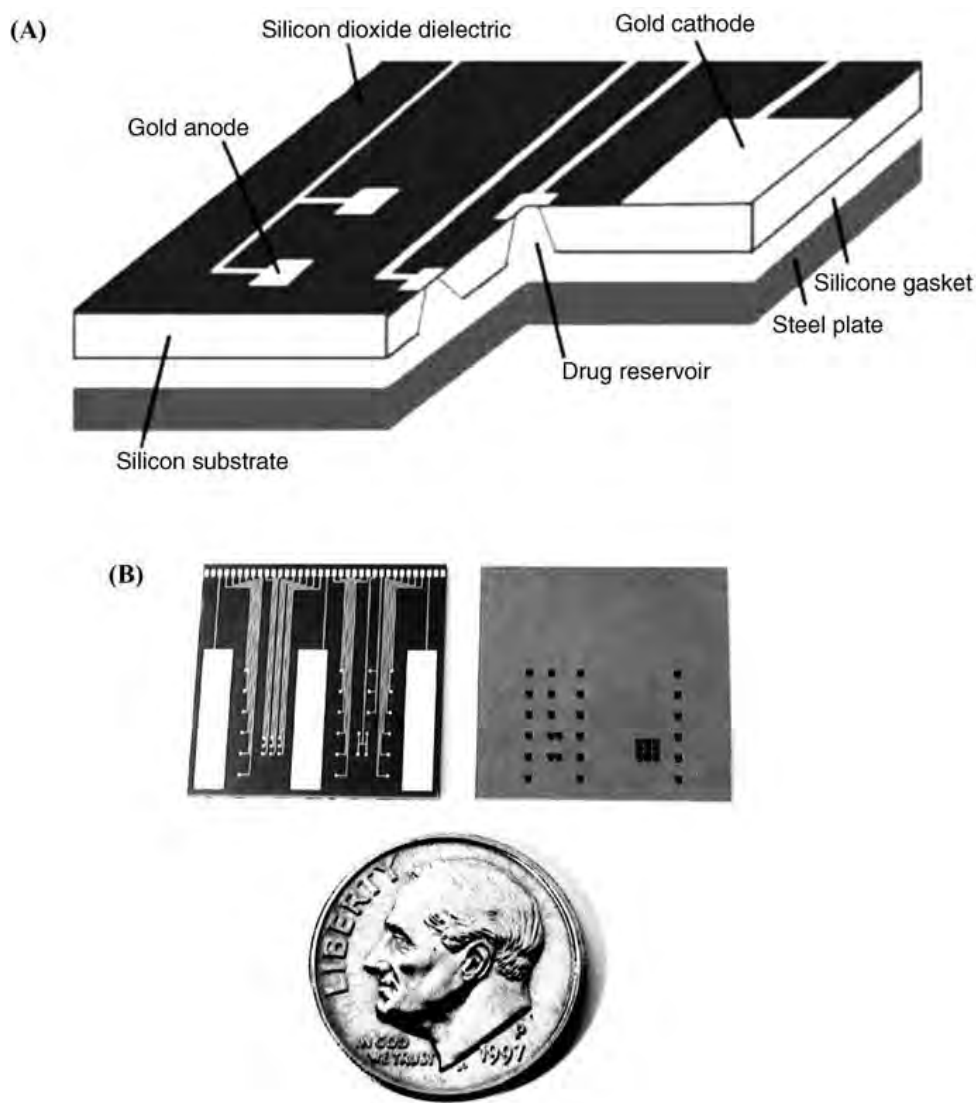 (A)
Silicon dioxide dielectric
Gold cathode
Gold anode
Silicone gasket
Steel plate
Drug reservoir
Silicon substrate
(B)
LIBERTY
IN GOD
WE TRUST
P
1997